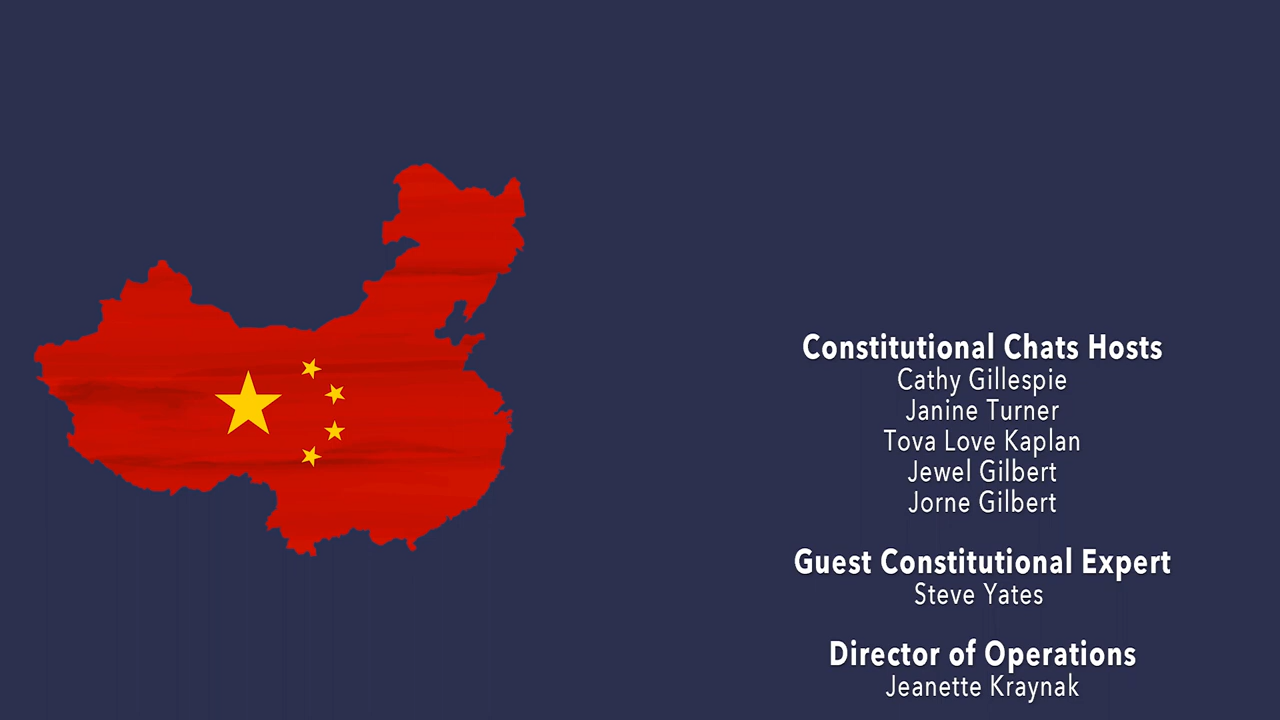 Constitutional Chats Hosts
Cathy Gillespie
Janine Turner
Tova Love Kaplan
Jewel Gilbert
Jorne Gilbert
Guest Constitutional Expert
Steve Yates
Director of Operations
Jeanette Kraynak